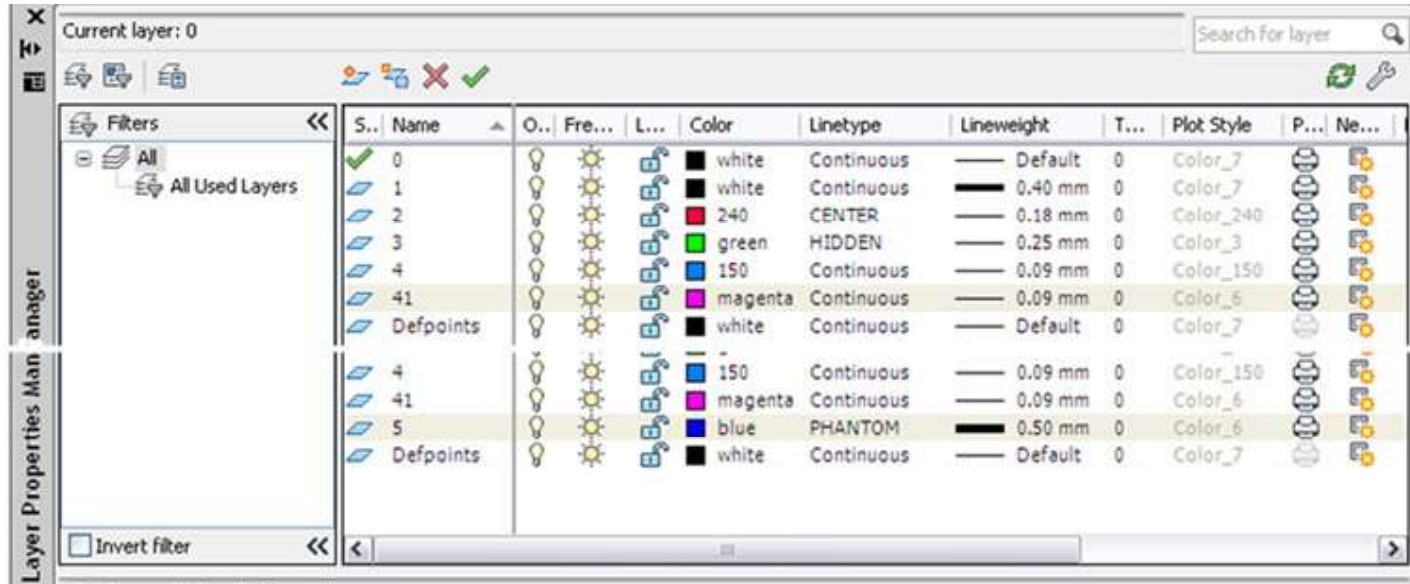 Current layer: 0
Search for layer
Filters
S.. Name O.. Fre... L... Color Linetype Lineweight T... Plot Style P... Ne...
All
All Used Layers
0 white Continuous Default 0 Color_7
1 white Continuous 0.40 mm 0 Color_7
2 240 CENTER 0.18 mm 0 Color_240
3 green HIDDEN 0.25 mm 0 Color_3
4 150 Continuous 0.09 mm 0 Color_150
41 magenta Continuous 0.09 mm 0 Color_6
Defpoints white Continuous Default 0 Color_7
4 150 Continuous 0.09 mm 0 Color_150
41 magenta Continuous 0.09 mm 0 Color_6
5 blue PHANTOM 0.50 mm 0 Color_6
Defpoints white Continuous Default 0 Color_7
Invert filter
Layer Properties Man anager